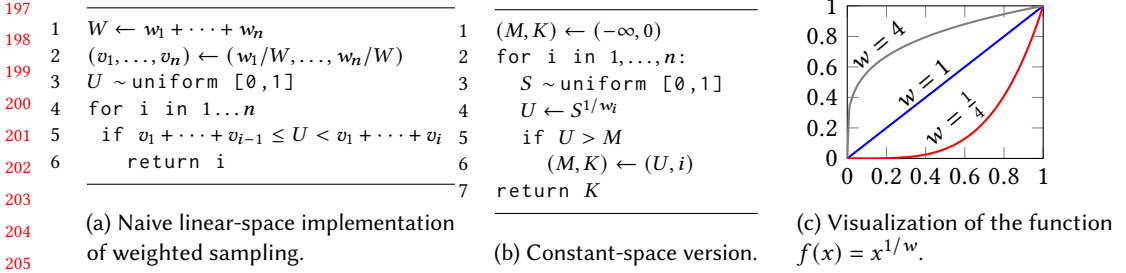 197
198
199
200
201
202
203
204
205
1 W ← w₁ + · · · + wₙ
2 (v₁, . . . , vₙ) ← (w₁/W, . . . , wₙ/W)
3 U ∼ uniform [0,1]
4 for i in 1...n
5 if v₁ + · · · + vᵢ₋₁ ≤ U < v₁ + · · · + vᵢ
6 return i
(a) Naive linear-space implementation
of weighted sampling.
1 (M, K) ← (−∞, 0)
2 for i in 1, . . . , n:
3 S ∼ uniform [0,1]
4 U ← S^{1/wᵢ}
5 if U > M
6 (M, K) ← (U, i)
7 return K
(b) Constant-space version.
1
0.8
0.6
0.4
0.2
0
0 0.2 0.4 0.6 0.8 1
w = 4
w = 1
w = 1/4
(c) Visualization of the function
f(x) = x^{1/w}.